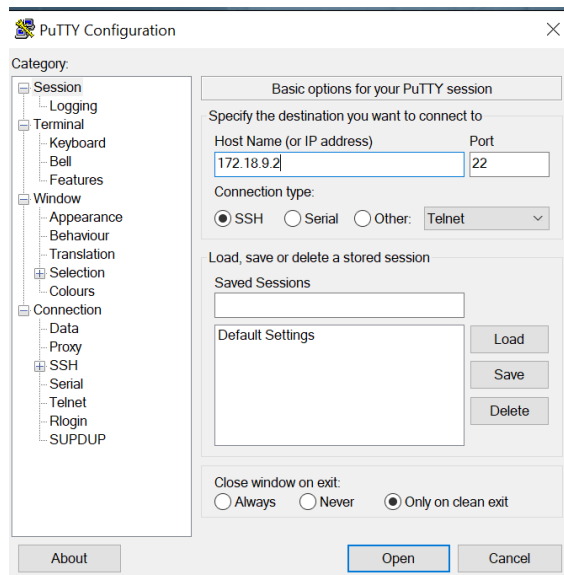 PuTTY Configuration
Category:
Session
Logging
Terminal
Keyboard
Bell
Features
Window
Appearance
Behaviour
Translation
Selection
Colours
Connection
Data
Proxy
SSH
Serial
Telnet
Rlogin
SUPDUP
Basic options for your PuTTY session
Specify the destination you want to connect to
Host Name (or IP address) Port
172.18.9.2 22
Connection type:
SSH Serial Other: Telnet
Load, save or delete a stored session
Saved Sessions
Default Settings
Load
Save
Delete
Close window on exit:
Always Never Only on clean exit
About Open Cancel